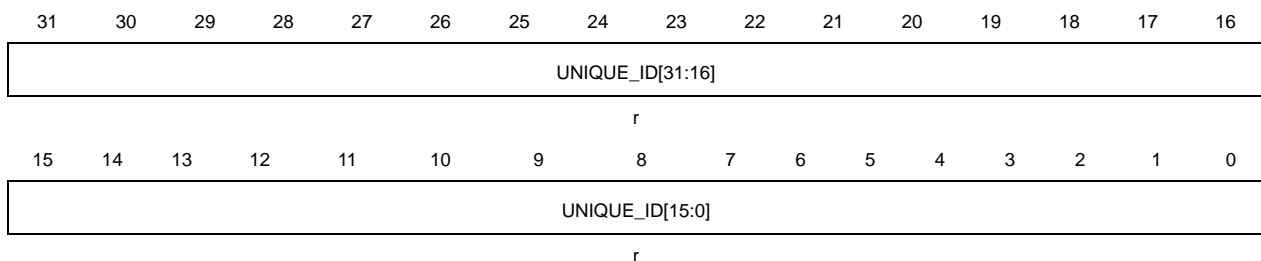 31 30 29 28 27 26 25 24 23 22 21 20 19 18 17 16
UNIQUE_ID[31:16]
r
15 14 13 12 11 10 9 8 7 6 5 4 3 2 1 0
UNIQUE_ID[15:0]
r